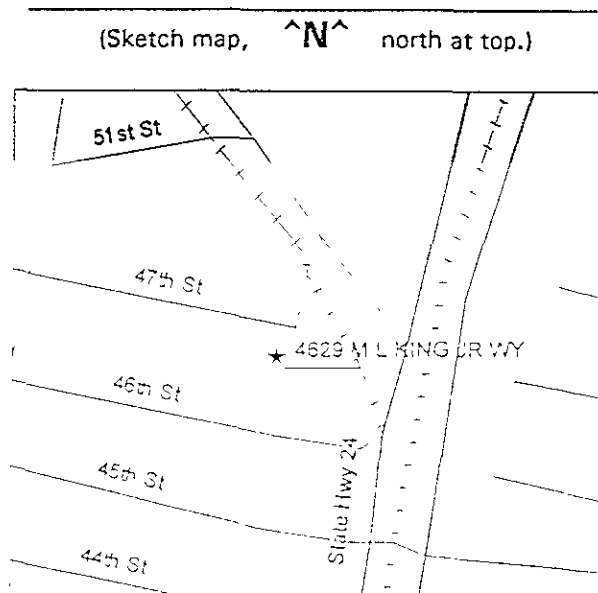 (Sketch map, ^N^ north at top.)
51st St
47th St
4629 M L KING JR WY
46th St
45th St
State Hwy 24
44th St